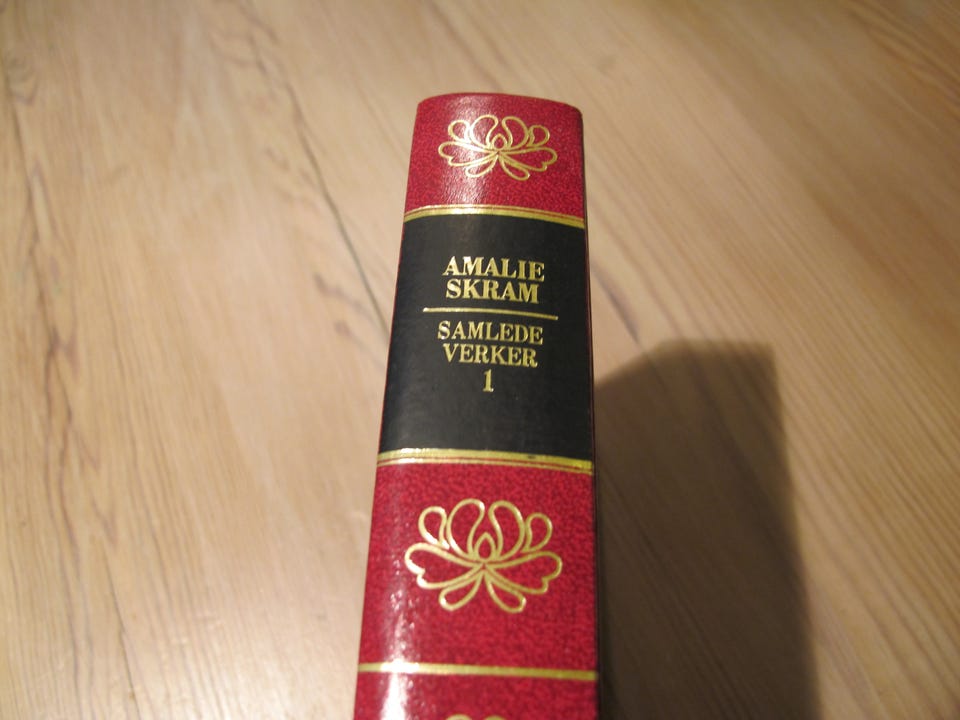 AMALIE
SKRAM
SAMLEDE
VERKER
1